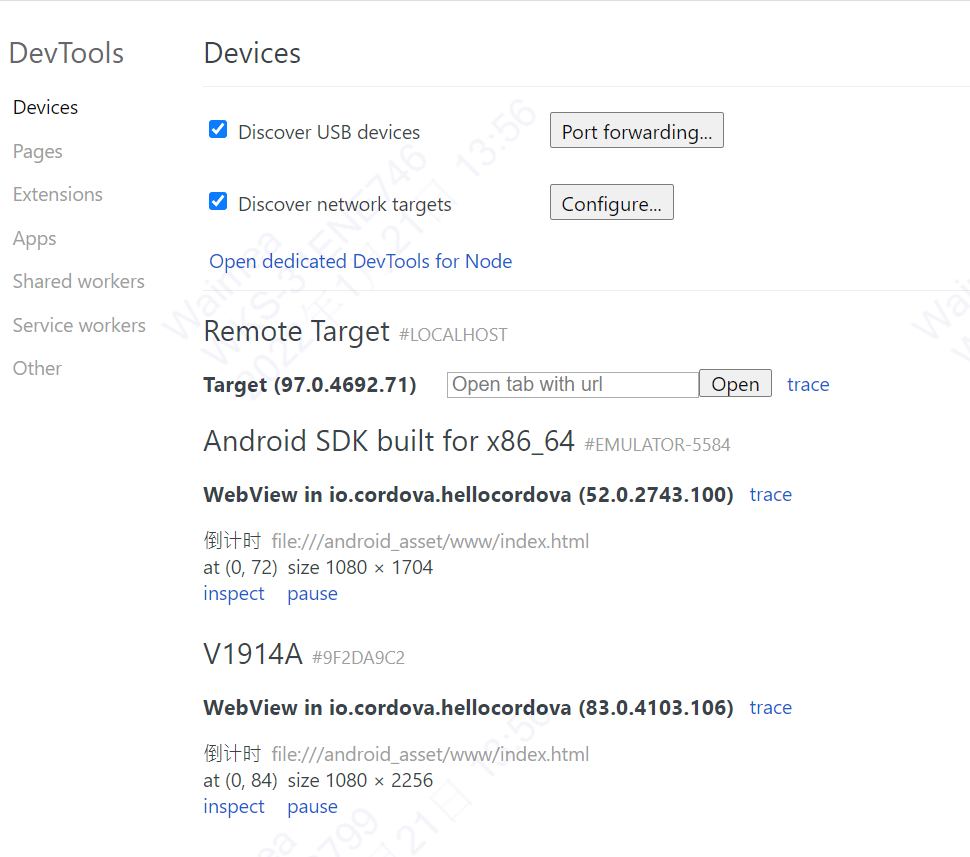 DevTools
Devices
Pages
Extensions
Apps
Shared workers
Service workers
Other
Devices
Discover USB devices
Port forwarding...
Discover network targets
Configure...
Open dedicated DevTools for Node
Remote Target #LOCALHOST
Target (97.0.4692.71) Open tab with url Open trace
Android SDK built for x86_64 #EMULATOR-5584
WebView in io.cordova.hellocordova (52.0.2743.100) trace
倒计时 file:///android_asset/www/index.html
at (0, 72) size 1080 × 1704
inspect pause
V1914A #9F2DA9C2
WebView in io.cordova.hellocordova (83.0.4103.106) trace
倒计时 file:///android_asset/www/index.html
at (0, 84) size 1080 × 2256
inspect pause